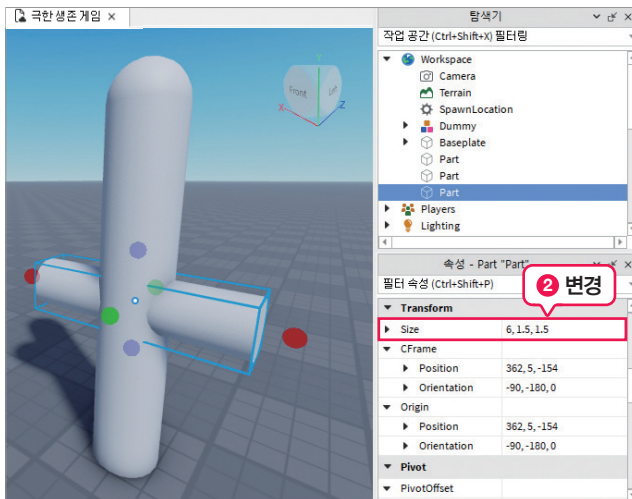 극한 생존 게임 ×
Front
Left
X
Y
Z
탐색기
작업 공간 (Ctrl+Shift+X) 필터링
Workspace
Camera
Terrain
SpawnLocation
Dummy
Baseplate
Part
Part
Part
Players
Lighting
속성 - Part "Part"
필터 속성 (Ctrl+Shift+P)
❷ 변경
Transform
Size 6, 1.5, 1.5
CFrame
Position 362, 5, -154
Orientation -90, -180, 0
Origin
Position 362, 5, -154
Orientation -90, -180, 0
Pivot
PivotOffset